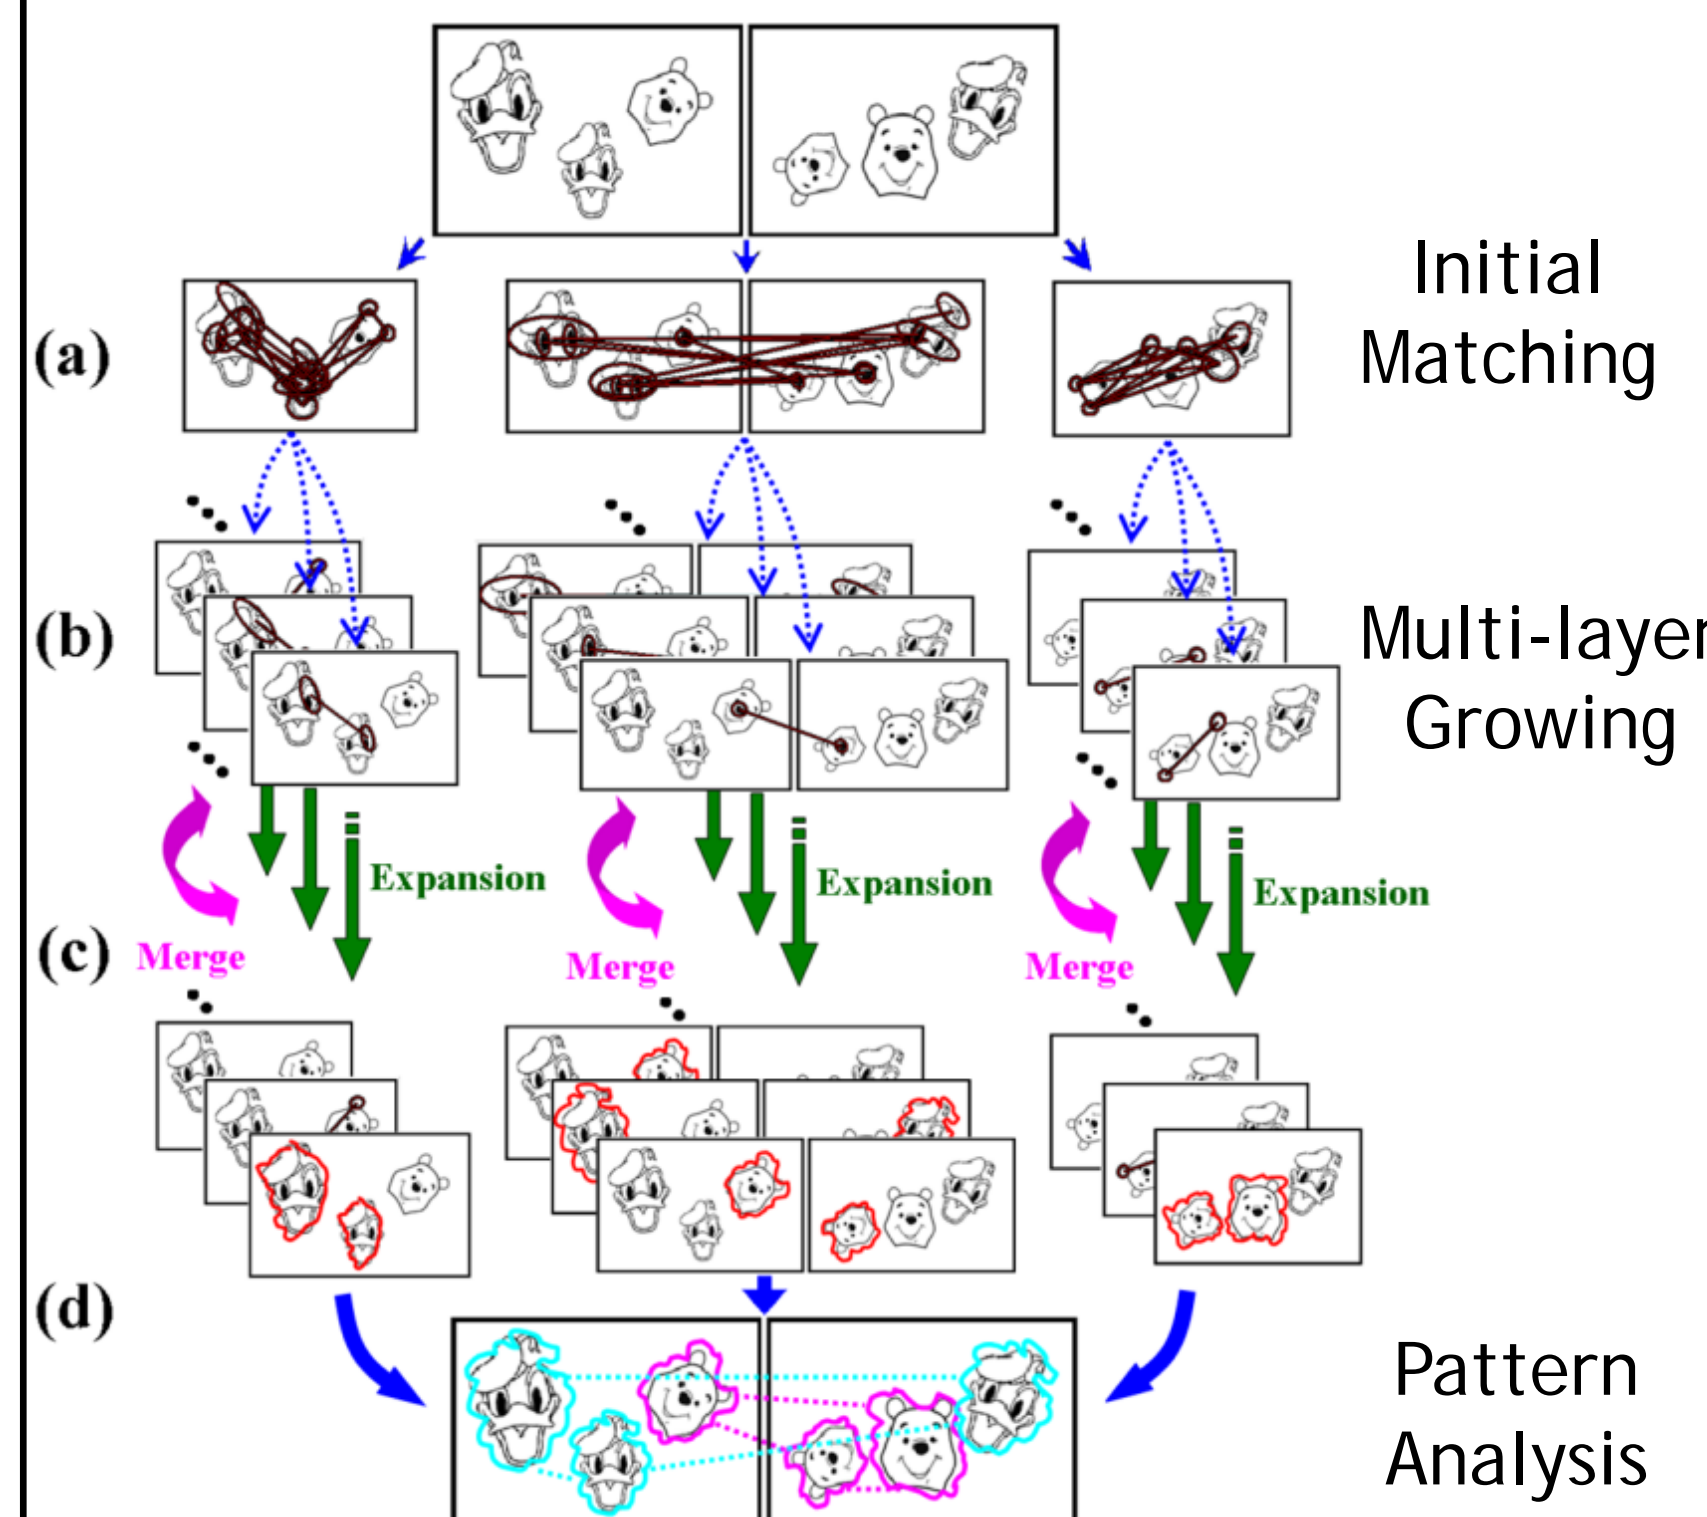 Initial
Matching
(a)
(b)
Multi-layer
Growing
Expansion
Expansion
Expansion
(c)
Merge
Merge
Merge
(d)
Pattern
Analysis